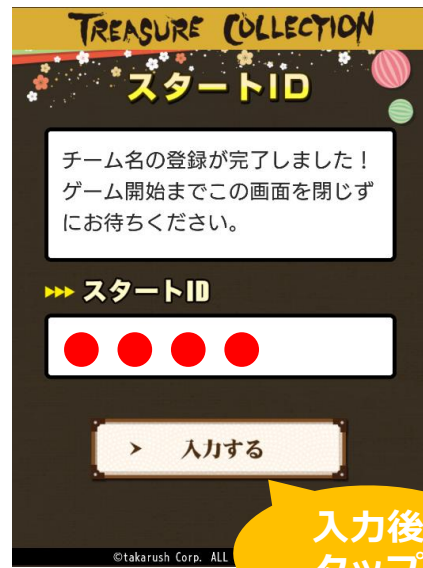 TREASURE COLLECTION
スタートID
チーム名の登録が完了しました！
ゲーム開始までこの画面を閉じず
にお待ちください。
スタートID
入力する
入力後
タップ
©takarush Corp. ALL